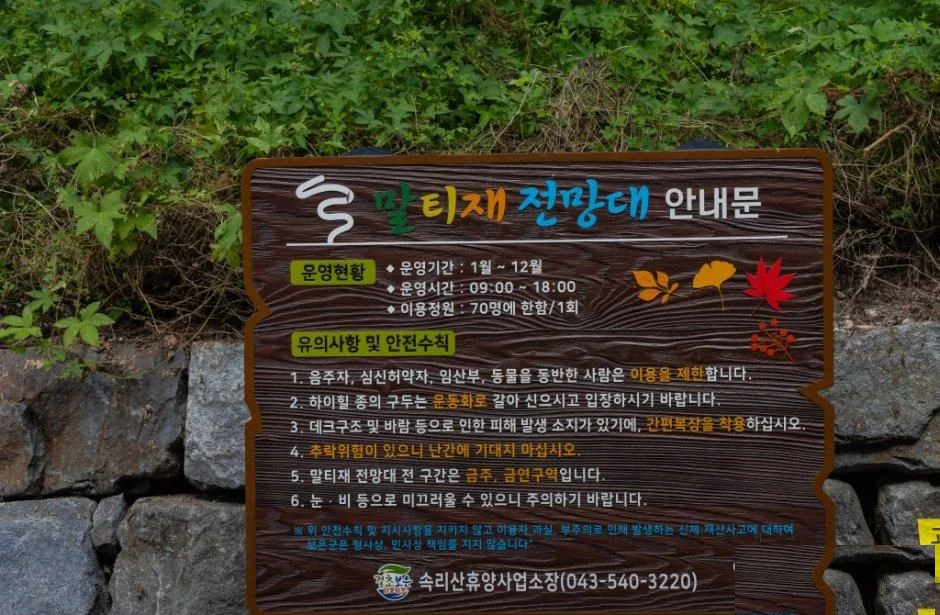 말티재 전망대 안내문
운영현황
◆ 운영기간 : 1월 ~ 12월
◆ 운영시간 : 09:00 ~ 18:00
◆ 이용정원 : 70명에 한함/1회
유의사항 및 안전수칙
1. 음주자, 심신허약자, 임산부, 동물을 동반한 사람은 이용을 제한합니다.
2. 하이힐 종의 구두는 운동화로 갈아 신으시고 입장하시기 바랍니다.
3. 데크구조 및 바람 등으로 인한 피해 발생 소지가 있기에, 간편복장을 착용하십시오.
4. 추락위험이 있으니 난간에 기대지 마십시오.
5. 말티재 전망대 전 구간은 금주, 금연구역입니다.
6. 눈 · 비 등으로 미끄러울 수 있으니 주의하기 바랍니다.
※ 위 안전수칙 및 지시사항을 지키지 않고 이용자 과실, 부주의로 인해 발생하는 신체 재산사고에 대하여
보은군은 형사상, 민사상 책임을 지지 않습니다"
결초보은
속리산휴양사업소장(043-540-3220)